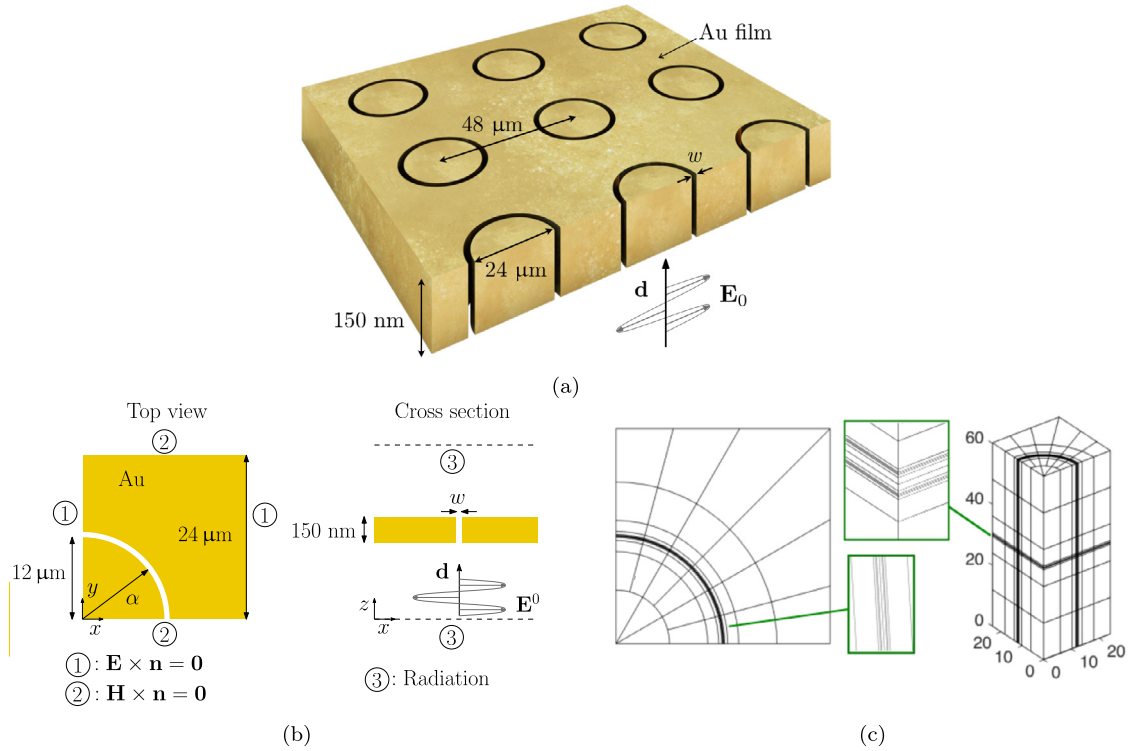 Au film
48 μm
w
24 μm
150 nm
d
E₀
(a)
Top view
②
Au
①
①
24 μm
12 μm
α
y
x
②
①: E × n = 0
②: H × n = 0
Cross section
③
w
150 nm
d
E⁰
z
x
③
③: Radiation
(b)
60
40
20
0
20
10
0
0
10
20
(c)